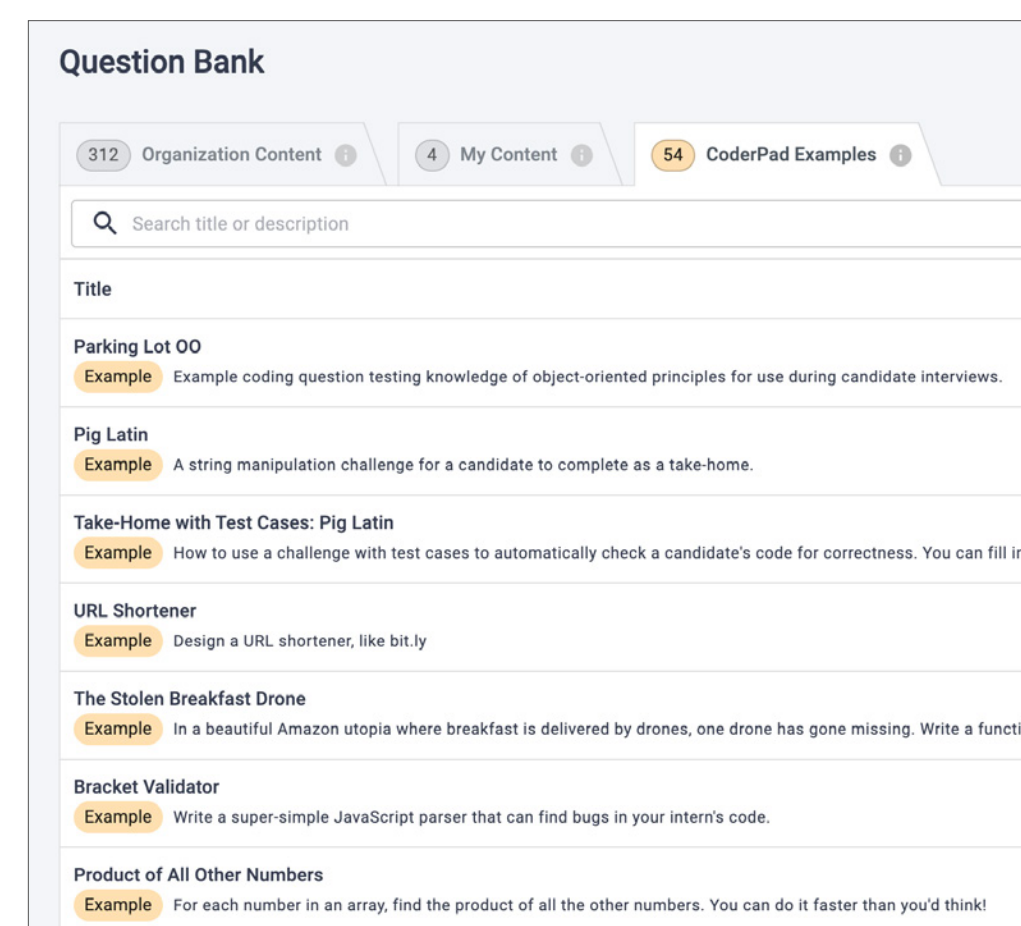 Question Bank
312 Organization Content
4 My Content
54 CoderPad Examples
Search title or description
Title
Parking Lot OO
Example Example coding question testing knowledge of object-oriented principles for use during candidate interviews.
Pig Latin
Example A string manipulation challenge for a candidate to complete as a take-home.
Take-Home with Test Cases: Pig Latin
Example How to use a challenge with test cases to automatically check a candidate's code for correctness. You can fill
URL Shortener
Example Design a URL shortener, like bit.ly
The Stolen Breakfast Drone
Example In a beautiful Amazon utopia where breakfast is delivered by drones, one drone has gone missing. Write a
Bracket Validator
Example Write a super-simple JavaScript parser that can find bugs in your intern's code.
Product of All Other Numbers
Example For each number in an array, find the product of all the other numbers. You can do it faster than you'd think!